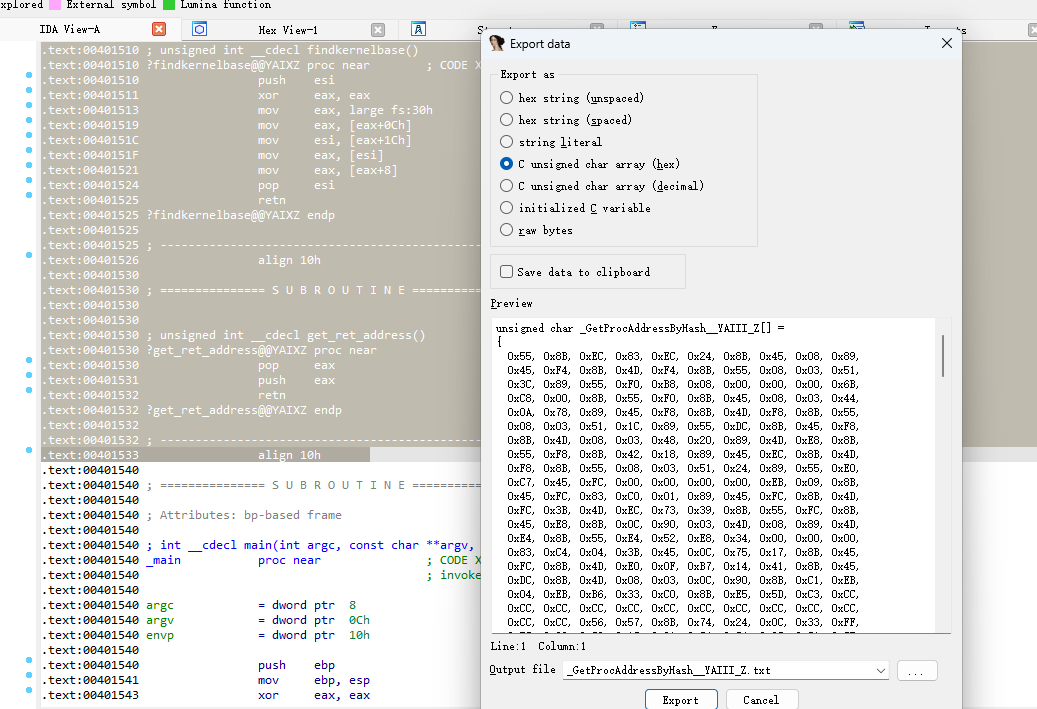 xplored External symbol Lumina function
IDA View-A Hex View-1
.text:00401510 ; unsigned int __cdecl findkernelbase()
.text:00401510 ?findkernelbase@@YAIXZ proc near ; CODE X
.text:00401510 push esi
.text:00401511 xor eax, eax
.text:00401513 mov eax, large fs:30h
.text:00401519 mov eax, [eax+0Ch]
.text:0040151C mov esi, [eax+1Ch]
.text:0040151F mov eax, [esi]
.text:00401521 mov eax, [eax+8]
.text:00401524 pop esi
.text:00401525 retn
.text:00401525 ?findkernelbase@@YAIXZ endp
.text:00401525
.text:00401525 ; ----------------------------------------------
.text:00401526 align 10h
.text:00401530
.text:00401530 ; =============== S U B R O U T I N E ==========
.text:00401530
.text:00401530
.text:00401530 ; unsigned int __cdecl get_ret_address()
.text:00401530 ?get_ret_address@@YAIXZ proc near
.text:00401530 pop eax
.text:00401531 push eax
.text:00401532 retn
.text:00401532 ?get_ret_address@@YAIXZ endp
.text:00401532
.text:00401532 ; ----------------------------------------------
.text:00401533 align 10h
.text:00401540
.text:00401540 ; =============== S U B R O U T I N E ==========
.text:00401540
.text:00401540 ; Attributes: bp-based frame
.text:00401540
.text:00401540 ; int __cdecl main(int argc, const char **argv,
.text:00401540 _main proc near ; CODE X
.text:00401540 ; invoke
.text:00401540
.text:00401540 argc = dword ptr 8
.text:00401540 argv = dword ptr 0Ch
.text:00401540 envp = dword ptr 10h
.text:00401540
.text:00401540 push ebp
.text:00401541 mov ebp, esp
.text:00401543 xor eax, eax
Export data
Export as
hex string (unspaced)
hex string (spaced)
string literal
C unsigned char array (hex)
C unsigned char array (decimal)
initialized C variable
raw bytes
Save data to clipboard
Preview
unsigned char _GetProcAddressByHash__YAIII_Z[] =
{
0x55, 0x8B, 0xEC, 0x83, 0xEC, 0x24, 0x8B, 0x45, 0x08, 0x89,
0x45, 0xF4, 0x8B, 0x4D, 0xF4, 0x8B, 0x55, 0x08, 0x03, 0x51,
0x3C, 0x89, 0x55, 0xF0, 0xB8, 0x08, 0x00, 0x00, 0x00, 0x6B,
0xC8, 0x00, 0x8B, 0x55, 0xF0, 0x8B, 0x45, 0x08, 0x03, 0x44,
0x0A, 0x78, 0x89, 0x45, 0xF8, 0x8B, 0x4D, 0xF8, 0x8B, 0x55,
0x08, 0x03, 0x51, 0x1C, 0x89, 0x55, 0xDC, 0x8B, 0x45, 0xF8,
0x8B, 0x4D, 0x08, 0x03, 0x48, 0x20, 0x89, 0x4D, 0xE8, 0x8B,
0x55, 0xF8, 0x8B, 0x42, 0x18, 0x89, 0x45, 0xEC, 0x8B, 0x4D,
0xF8, 0x8B, 0x55, 0x08, 0x03, 0x51, 0x24, 0x89, 0x55, 0xE0,
0xC7, 0x45, 0xFC, 0x00, 0x00, 0x00, 0x00, 0xEB, 0x09, 0x8B,
0x45, 0xFC, 0x83, 0xC0, 0x01, 0x89, 0x45, 0xFC, 0x8B, 0x4D,
0xFC, 0x3B, 0x4D, 0xEC, 0x73, 0x39, 0x8B, 0x55, 0xFC, 0x8B,
0x45, 0xE8, 0x8B, 0x0C, 0x90, 0x03, 0x4D, 0x08, 0x89, 0x4D,
0xE4, 0x8B, 0x55, 0xE4, 0x52, 0xE8, 0x34, 0x00, 0x00, 0x00,
0x83, 0xC4, 0x04, 0x3B, 0x45, 0x0C, 0x75, 0x17, 0x8B, 0x45,
0xFC, 0x8B, 0x4D, 0xE0, 0x0F, 0xB7, 0x14, 0x41, 0x8B, 0x45,
0xDC, 0x8B, 0x4D, 0x08, 0x03, 0x0C, 0x90, 0x8B, 0xC1, 0xEB,
0x04, 0xEB, 0xB6, 0x33, 0xC0, 0x8B, 0xE5, 0x5D, 0xC3, 0xCC,
0xCC, 0xCC, 0xCC, 0xCC, 0xCC, 0xCC, 0xCC, 0xCC, 0xCC, 0xCC,
0xCC, 0xCC, 0x56, 0x57, 0x8B, 0x74, 0x24, 0x0C, 0x33, 0xFF,
Line:1 Column:1
Output file _GetProcAddressByHash__YAIII_Z.txt ...
Export Cancel